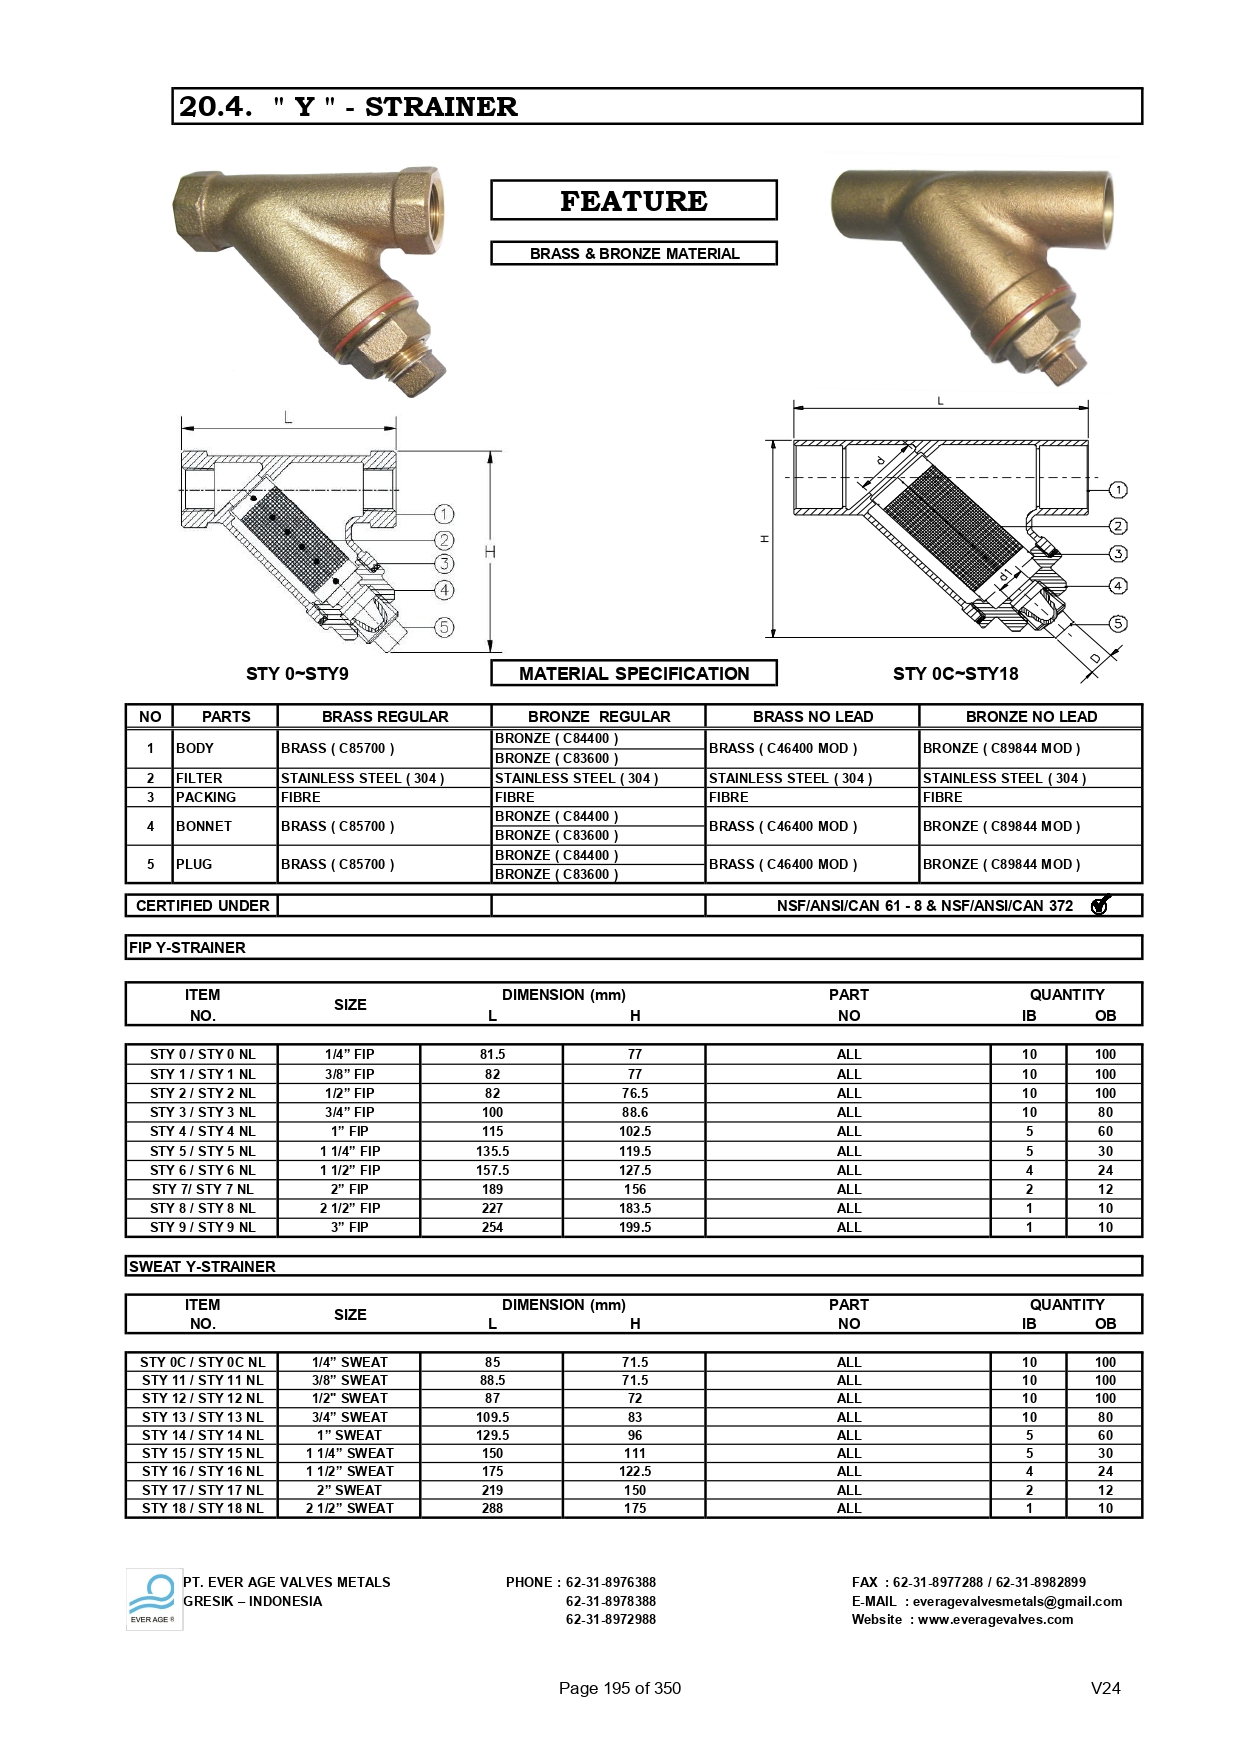 20.4. " Y " - STRAINER
FEATURE
BRASS & BRONZE MATERIAL
L
H
1
2
3
4
5
L
H
d
d1
D
1
2
3
4
5
STY 0~STY9 MATERIAL SPECIFICATION STY 0C~STY18
NO PARTS BRASS REGULAR BRONZE REGULAR BRASS NO LEAD BRONZE NO LEAD
1 BODY BRASS ( C85700 ) BRONZE ( C84400 ) BRASS ( C46400 MOD ) BRONZE ( C89844 MOD )
BRONZE ( C83600 )
2 FILTER STAINLESS STEEL ( 304 ) STAINLESS STEEL ( 304 ) STAINLESS STEEL ( 304 ) STAINLESS STEEL ( 304 )
3 PACKING FIBRE FIBRE FIBRE FIBRE
4 BONNET BRASS ( C85700 ) BRONZE ( C84400 ) BRASS ( C46400 MOD ) BRONZE ( C89844 MOD )
BRONZE ( C83600 )
5 PLUG BRASS ( C85700 ) BRONZE ( C84400 ) BRASS ( C46400 MOD ) BRONZE ( C89844 MOD )
BRONZE ( C83600 )
CERTIFIED UNDER NSF/ANSI/CAN 61 - 8 & NSF/ANSI/CAN 372
FIP Y-STRAINER
ITEM SIZE DIMENSION (mm) PART QUANTITY
NO. L H NO IB OB
STY 0 / STY 0 NL 1/4” FIP 81.5 77 ALL 10 100
STY 1 / STY 1 NL 3/8” FIP 82 77 ALL 10 100
STY 2 / STY 2 NL 1/2” FIP 82 76.5 ALL 10 100
STY 3 / STY 3 NL 3/4” FIP 100 88.6 ALL 10 80
STY 4 / STY 4 NL 1” FIP 115 102.5 ALL 5 60
STY 5 / STY 5 NL 1 1/4” FIP 135.5 119.5 ALL 5 30
STY 6 / STY 6 NL 1 1/2” FIP 157.5 127.5 ALL 4 24
STY 7/ STY 7 NL 2” FIP 189 156 ALL 2 12
STY 8 / STY 8 NL 2 1/2” FIP 227 183.5 ALL 1 10
STY 9 / STY 9 NL 3” FIP 254 199.5 ALL 1 10
SWEAT Y-STRAINER
ITEM SIZE DIMENSION (mm) PART QUANTITY
NO. L H NO IB OB
STY 0C / STY 0C NL 1/4” SWEAT 85 71.5 ALL 10 100
STY 11 / STY 11 NL 3/8” SWEAT 88.5 71.5 ALL 10 100
STY 12 / STY 12 NL 1/2" SWEAT 87 72 ALL 10 100
STY 13 / STY 13 NL 3/4” SWEAT 109.5 83 ALL 10 80
STY 14 / STY 14 NL 1” SWEAT 129.5 96 ALL 5 60
STY 15 / STY 15 NL 1 1/4” SWEAT 150 111 ALL 5 30
STY 16 / STY 16 NL 1 1/2” SWEAT 175 122.5 ALL 4 24
STY 17 / STY 17 NL 2” SWEAT 219 150 ALL 2 12
STY 18 / STY 18 NL 2 1/2” SWEAT 288 175 ALL 1 10
EVER AGE ®
PT. EVER AGE VALVES METALS PHONE : 62-31-8976388 FAX : 62-31-8977288 / 62-31-8982899
GRESIK – INDONESIA 62-31-8978388 E-MAIL : everagevalvesmetals@gmail.com
62-31-8972988 Website : www.everagevalves.com
Page 195 of 350 V24